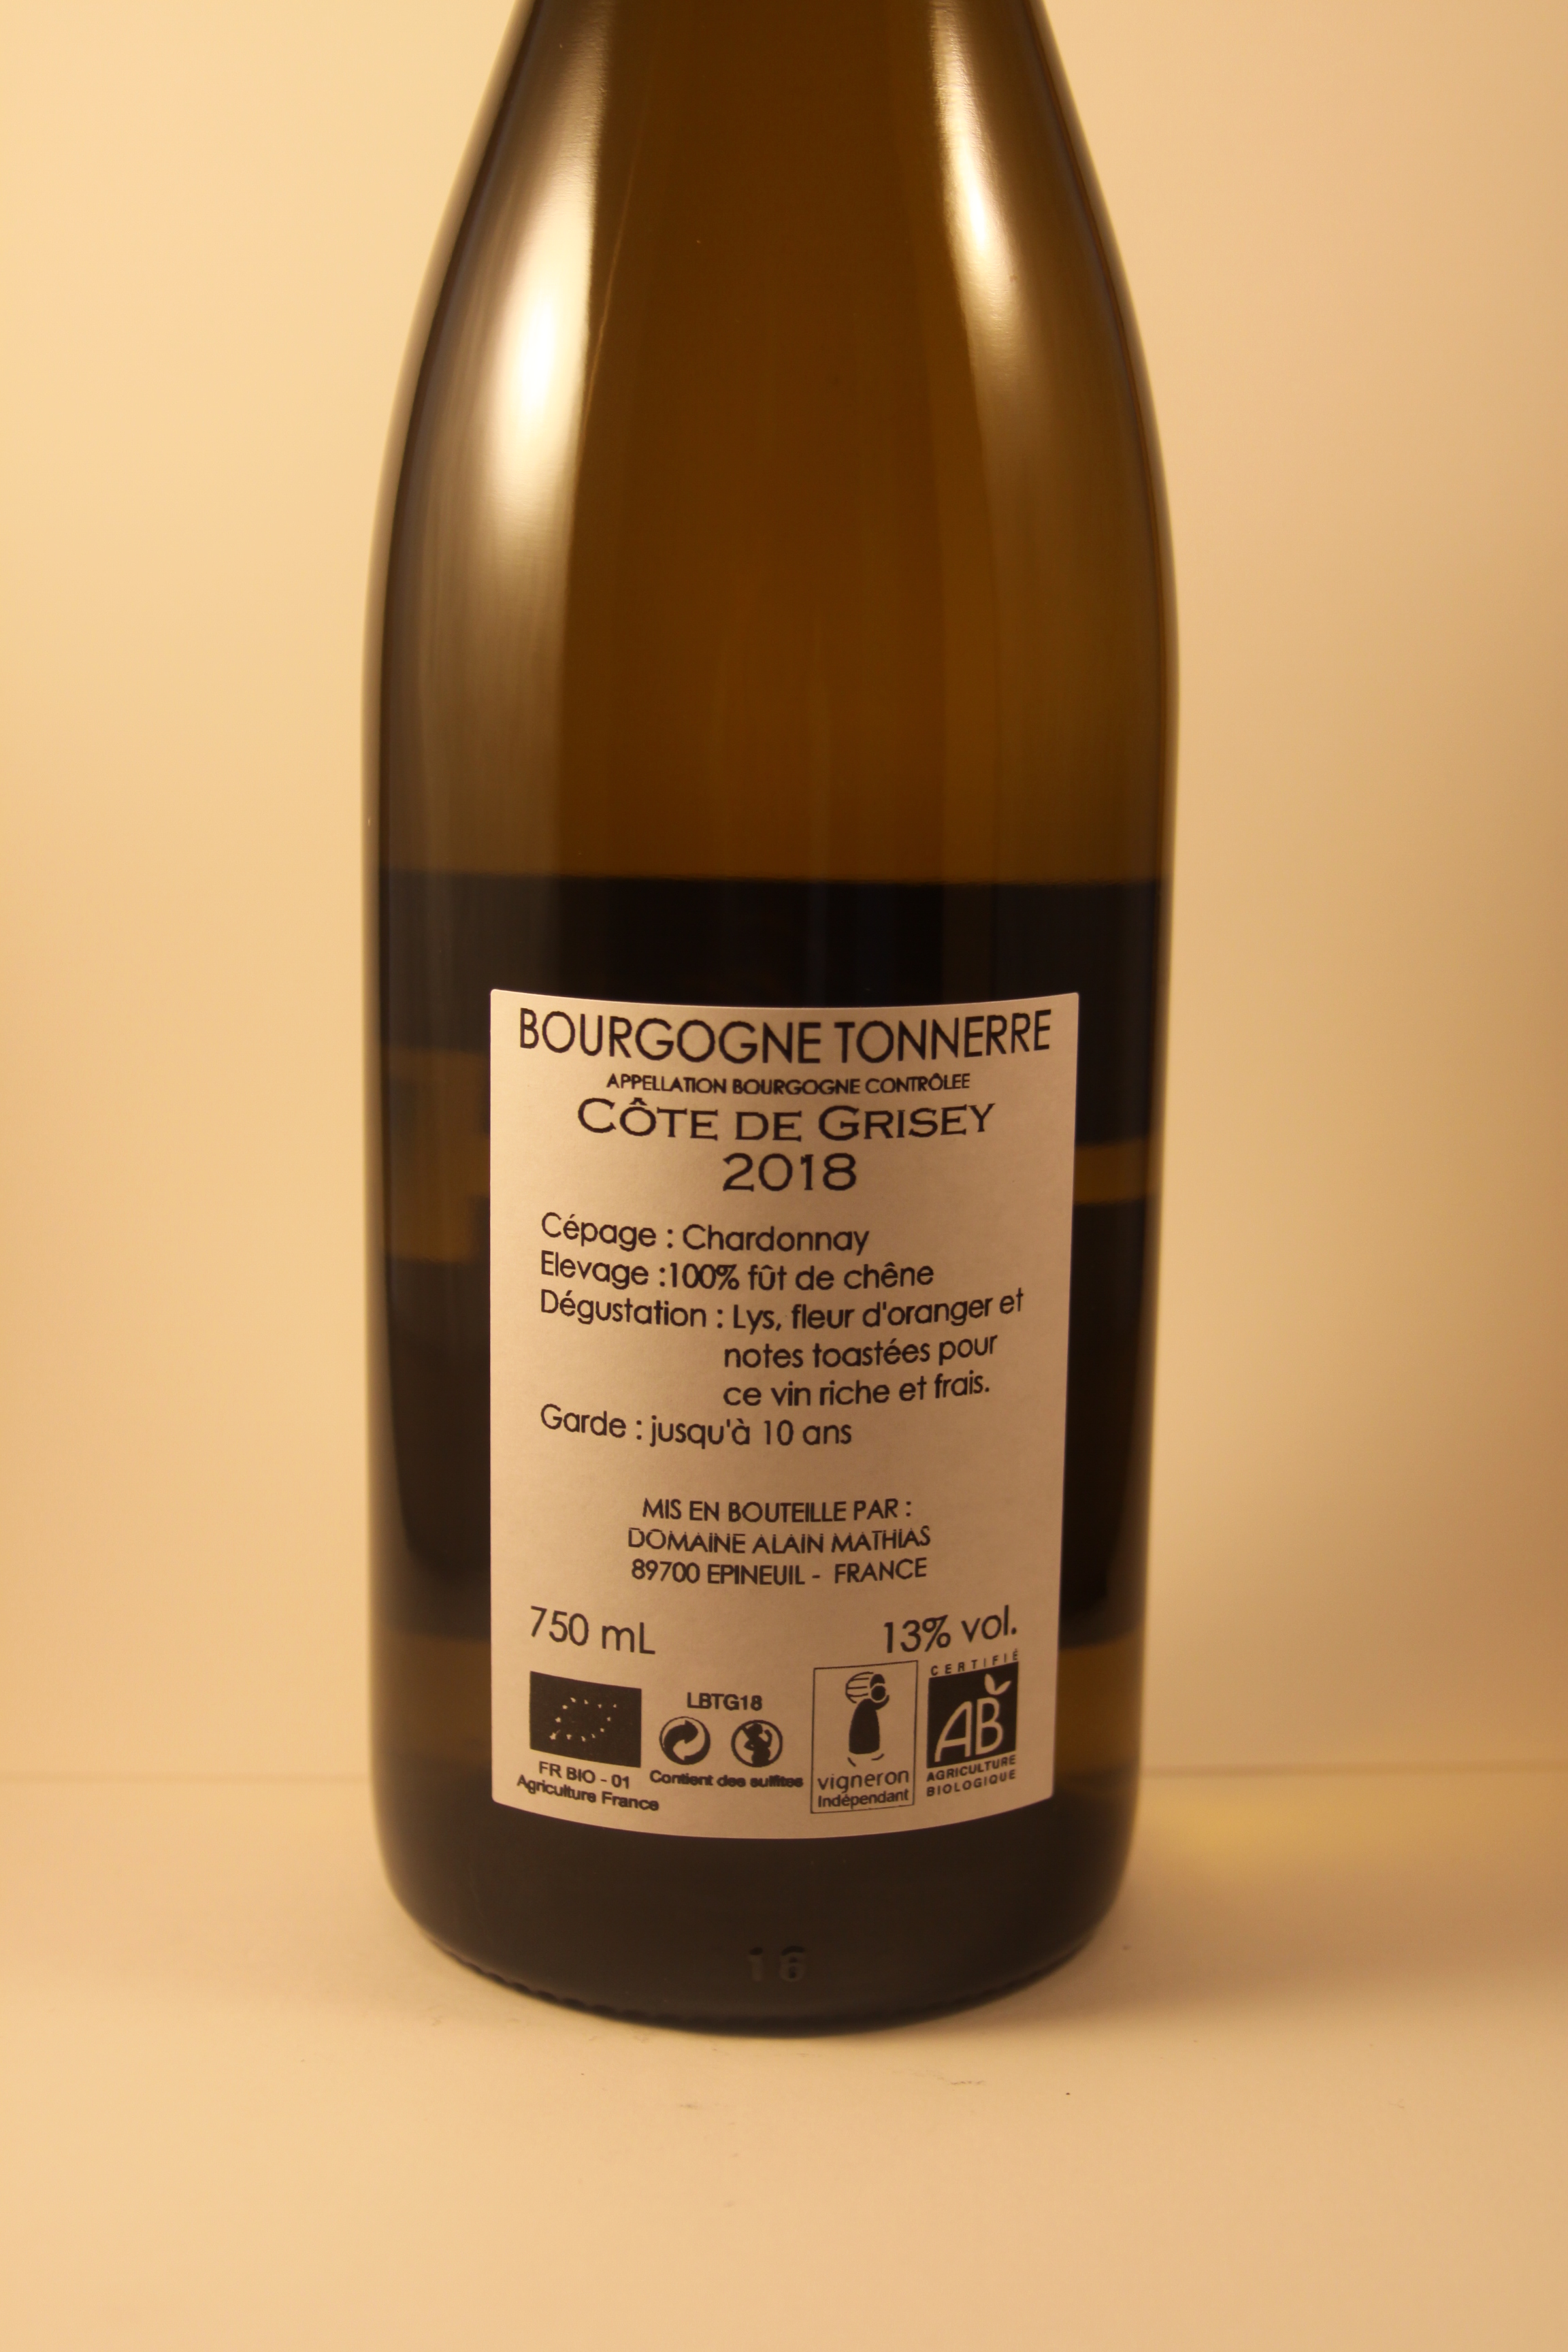 BOURGOGNE TONNERRE
APPELLATION BOURGOGNE CONTRÔLEE
CÔTE DE GRISEY
2018
Cépage : Chardonnay
Elevage :100% fût de chêne
Dégustation : Lys, fleur d'oranger et
notes toastées pour
ce vin riche et frais.
Garde : jusqu'à 10 ans
MIS EN BOUTEILLE PAR :
DOMAINE ALAIN MATHIAS
89700 EPINEUIL - FRANCE
750 mL
13% vol.
FR BIO - 01
Agriculture France
LBTG18
Contient des sulfites
vigneron
Indépendant
CERTIFIÉ
AB
AGRICULTURE
BIOLOGIQUE
16